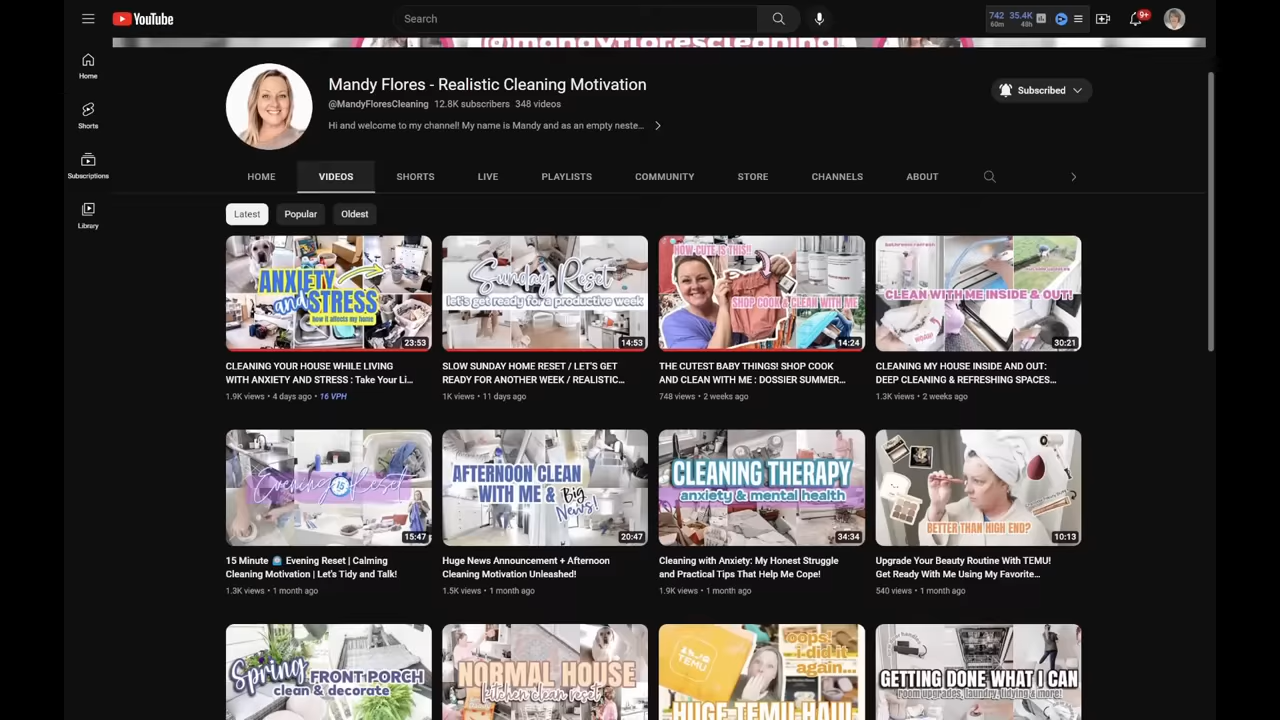 YouTube
Search
742 35.4K
60m 48h
9+
@mandyflorescleaning
Home
Shorts
Subscriptions
Library
Mandy Flores - Realistic Cleaning Motivation
@MandyFloresCleaning 12.8K subscribers 348 videos
Hi and welcome to my channel! My name is Mandy and as an empty neste...
Subscribed
HOME VIDEOS SHORTS LIVE PLAYLISTS COMMUNITY STORE CHANNELS ABOUT
Latest Popular Oldest
ANXIETY
and STRESS
how it affects my home
23:53
CLEANING YOUR HOUSE WHILE LIVING
WITH ANXIETY AND STRESS : Take Your Li...
1.9K views • 4 days ago • 16 VPH
Sunday Reset
let's get ready for a productive week
14:53
SLOW SUNDAY HOME RESET / LET'S GET
READY FOR ANOTHER WEEK / REALISTIC...
1K views • 11 days ago
HOW CUTE IS THIS!!
SHOP COOK & CLEAN WITH ME
14:24
THE CUTEST BABY THINGS! SHOP COOK
AND CLEAN WITH ME : DOSSIER SUMMER...
748 views • 2 weeks ago
bathroom refresh
CLEAN WITH ME INSIDE & OUT!
30:21
CLEANING MY HOUSE INSIDE AND OUT:
DEEP CLEANING & REFRESHING SPACES...
1.3K views • 2 weeks ago
Evening 15 Reset
15:47
15 Minute Evening Reset | Calming
Cleaning Motivation | Let's Tidy and Talk!
1.3K views • 1 month ago
AFTERNOON CLEAN
WITH ME & Big
News!
20:47
Huge News Announcement + Afternoon
Cleaning Motivation Unleashed!
1.5K views • 1 month ago
CLEANING THERAPY
anxiety & mental health
34:34
Cleaning with Anxiety: My Honest Struggle
and Practical Tips That Help Me Cope!
1.9K views • 1 month ago
BETTER THAN HIGH END?
10:13
Upgrade Your Beauty Routine With TEMU!
Get Ready With Me Using My Favorite...
540 views • 1 month ago
Spring FRONT PORCH
clean & decorate
NORMAL HOUSE
kitchen clean reset
TEMU
oops!
i did it
again...
HUGE TEMU HAUL
GETTING DONE WHAT I CAN
room upgrades, laundry, tidying & more!